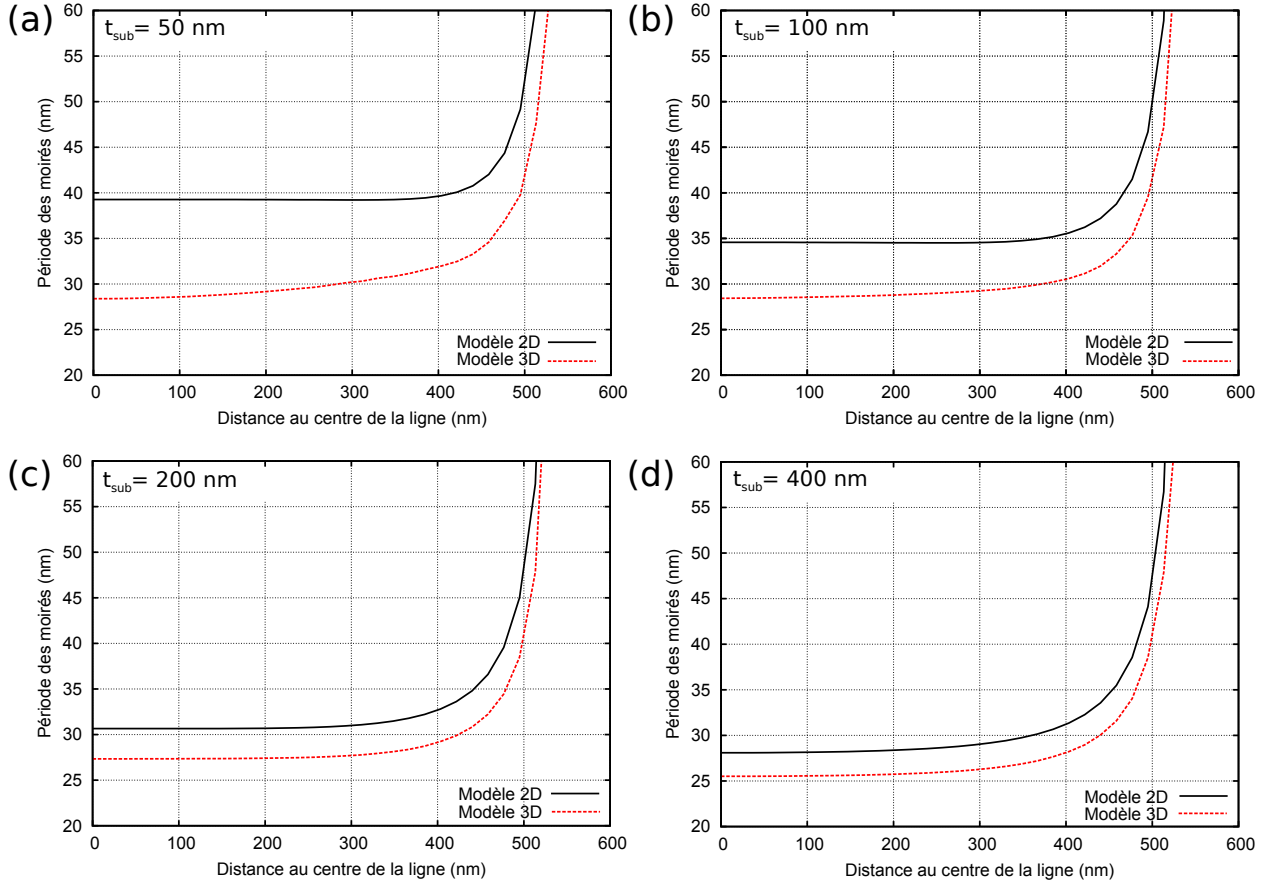 (a)
t_sub = 50 nm
Période des moirés (nm)
60
55
50
45
40
35
30
25
20
Modèle 2D
Modèle 3D
0 100 200 300 400 500 600
Distance au centre de la ligne (nm)
(b)
t_sub = 100 nm
Période des moirés (nm)
60
55
50
45
40
35
30
25
20
Modèle 2D
Modèle 3D
0 100 200 300 400 500 600
Distance au centre de la ligne (nm)
(c)
t_sub = 200 nm
Période des moirés (nm)
60
55
50
45
40
35
30
25
20
Modèle 2D
Modèle 3D
0 100 200 300 400 500 600
Distance au centre de la ligne (nm)
(d)
t_sub = 400 nm
Période des moirés (nm)
60
55
50
45
40
35
30
25
20
Modèle 2D
Modèle 3D
0 100 200 300 400 500 600
Distance au centre de la ligne (nm)